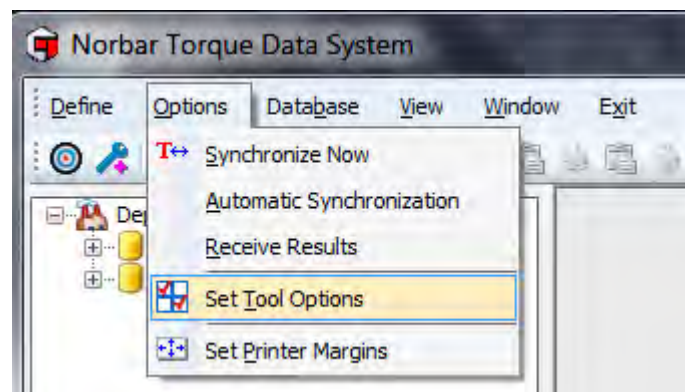 Norbar Torque Data System
Define Options Database View Window Exit
T Synchronize Now
De
Automatic Synchronization
Receive Results
Set Tool Options
Set Printer Margins